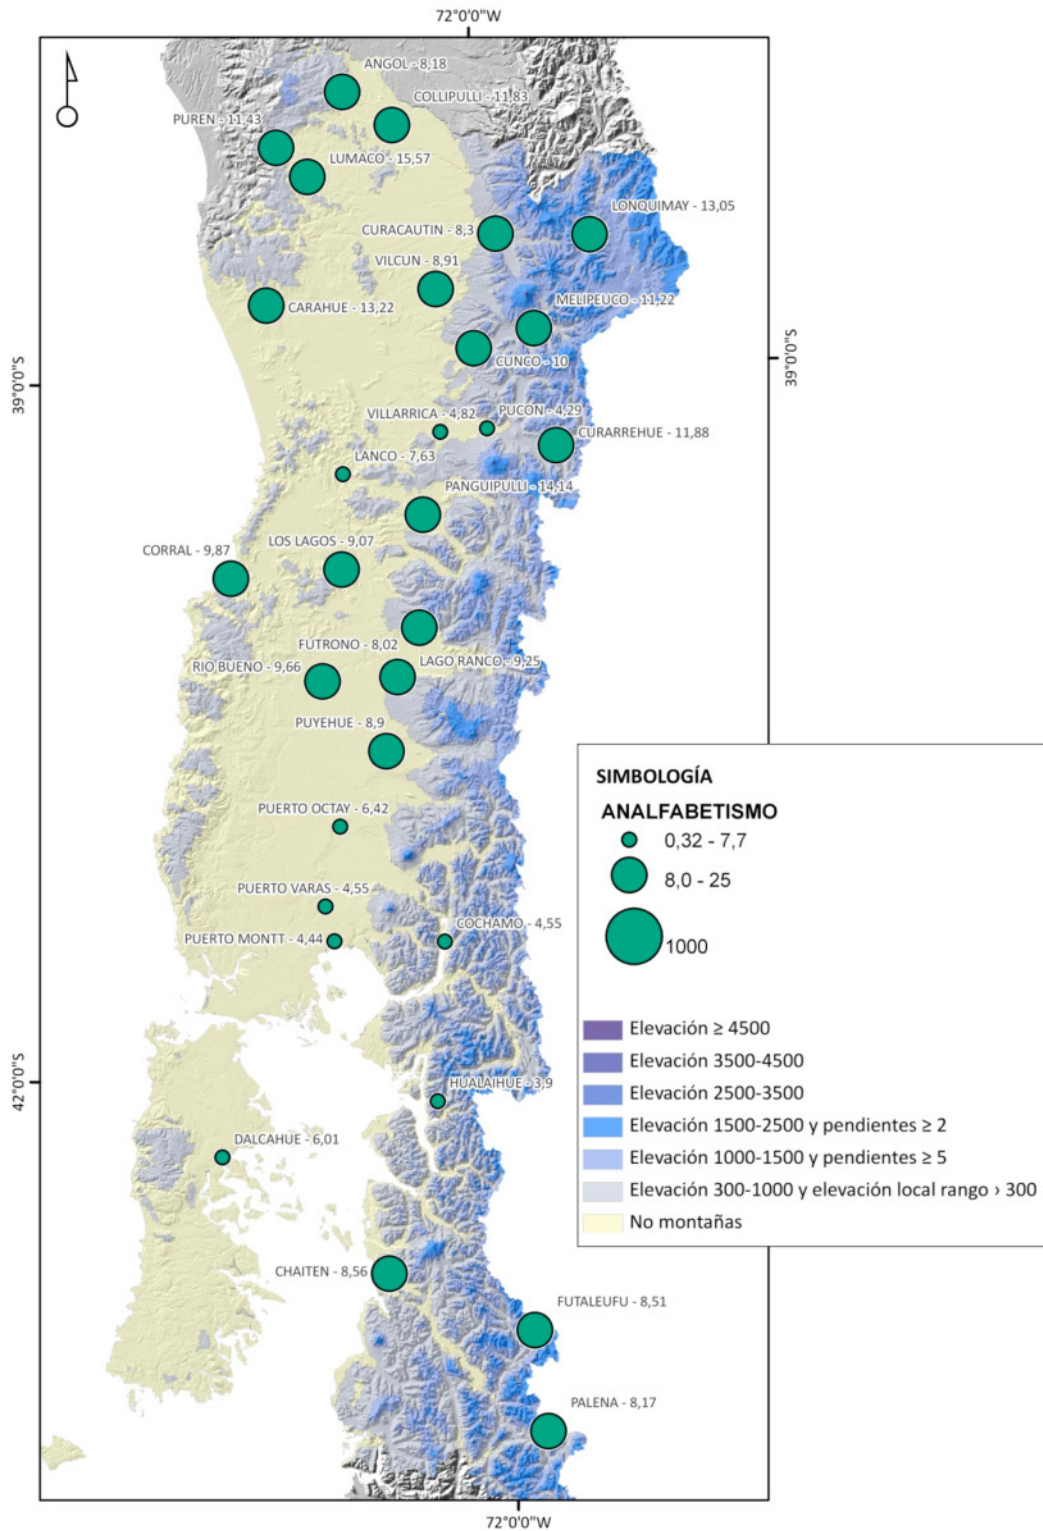 72°0'0"W
ANGOL - 8,18
COLLIPULLI - 11,83
PUREN - 11,43
LUMACO - 15,57
LONQUIMAY - 13,05
CURACAUTIN - 8,3
VILCUN - 8,91
MELIPEUCO - 11,22
CARAHUE - 13,22
CUNCO - 10
39°0'0"S
39°0'0"S
VILLARRICA - 4,82
PUCON - 4,29
CURARREHUE - 11,88
LANCO - 7,63
PANGUIPULLI - 14,14
LOS LAGOS - 9,07
CORRAL - 9,87
FUTRONO - 8,02
LAGO RANCO - 9,25
RIO BUENO - 9,66
PUYEHUE - 8,9
PUERTO OCTAY - 6,42
PUERTO VARAS - 4,55
COCHAMO - 4,55
PUERTO MONTT - 4,44
42°0'0"S
HUALAIHUE - 3,9
DALCAHUE - 6,01
CHAITEN - 8,56
FUTALEUFU - 8,51
PALENA - 8,17
72°0'0"W
SIMBOLOGÍA
ANALFABETISMO
0,32 - 7,7
8,0 - 25
1000
Elevación ≥ 4500
Elevación 3500-4500
Elevación 2500-3500
Elevación 1500-2500 y pendientes ≥ 2
Elevación 1000-1500 y pendientes ≥ 5
Elevación 300-1000 y elevación local rango › 300
No montañas